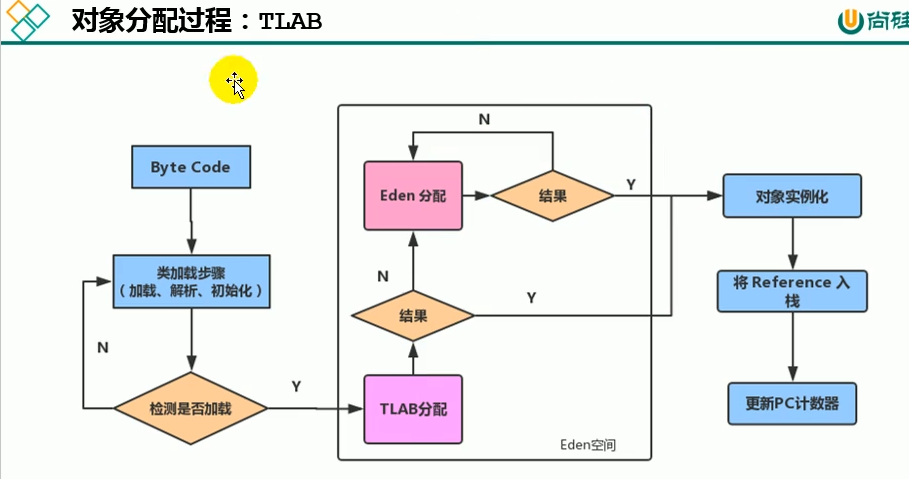 对象分配过程：TLAB
尚硅
Byte Code
类加载步骤
（加载、解析、初始化）
N
检测是否加载
Y
N
Eden 分配
结果
Y
N
结果
Y
TLAB分配
Eden空间
对象实例化
将 Reference 入
栈
更新PC计数器